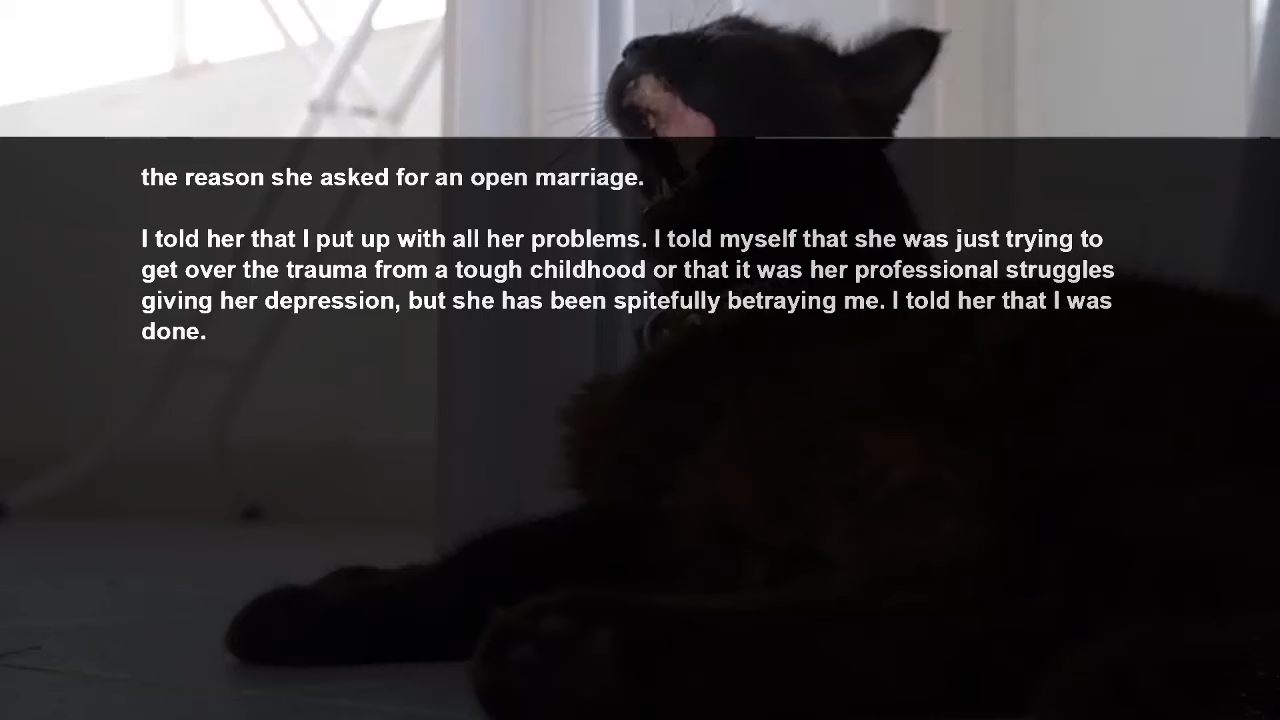 the reason she asked for an open marriage.
I told her that I put up with all her problems. I told myself that she was just trying to
get over the trauma from a tough childhood or that it was her professional struggles
giving her depression, but she has been spitefully betraying me. I told her that I was
done.